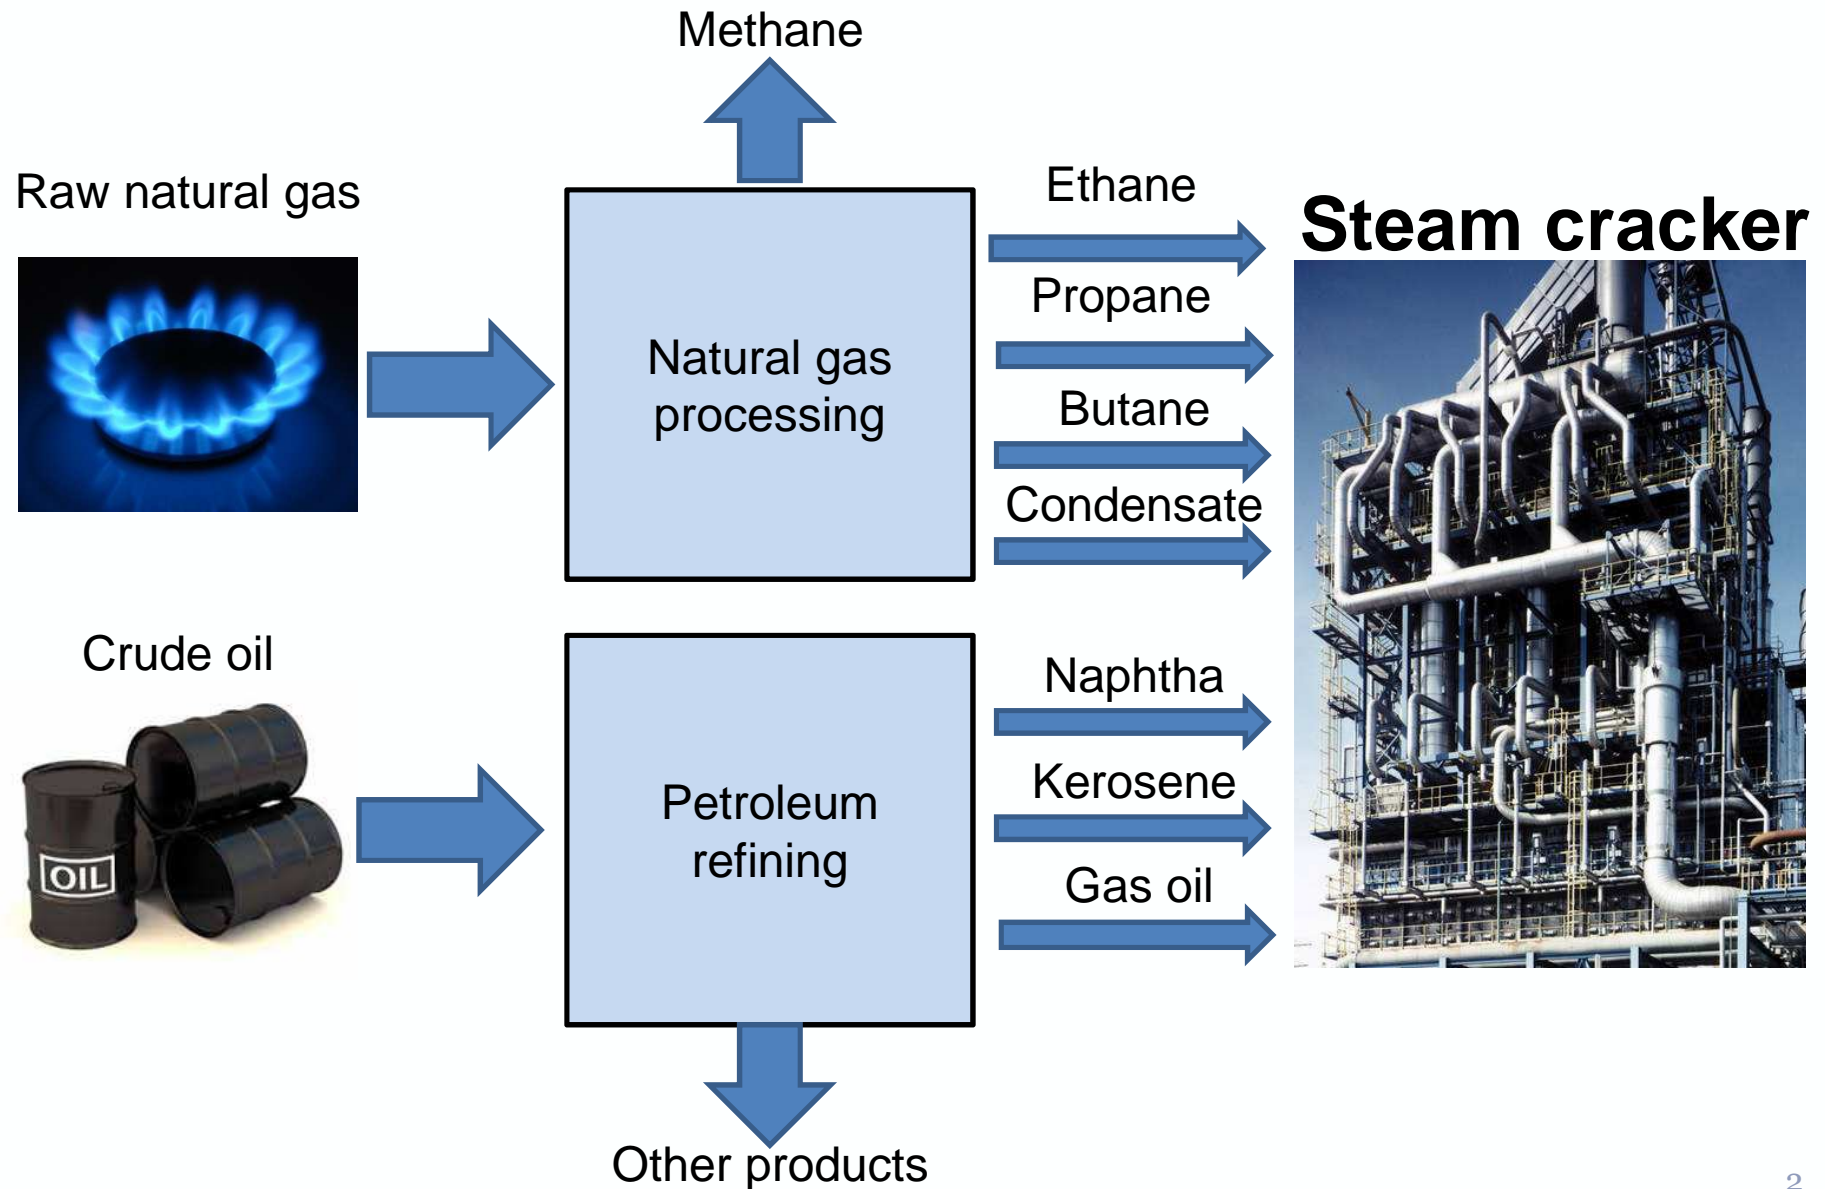 Methane
Raw natural gas
Ethane
Steam cracker
Propane
Natural gas
processing
Butane
Condensate
Crude oil
Naphtha
Kerosene
Petroleum
refining
Gas oil
OIL
Other products
2